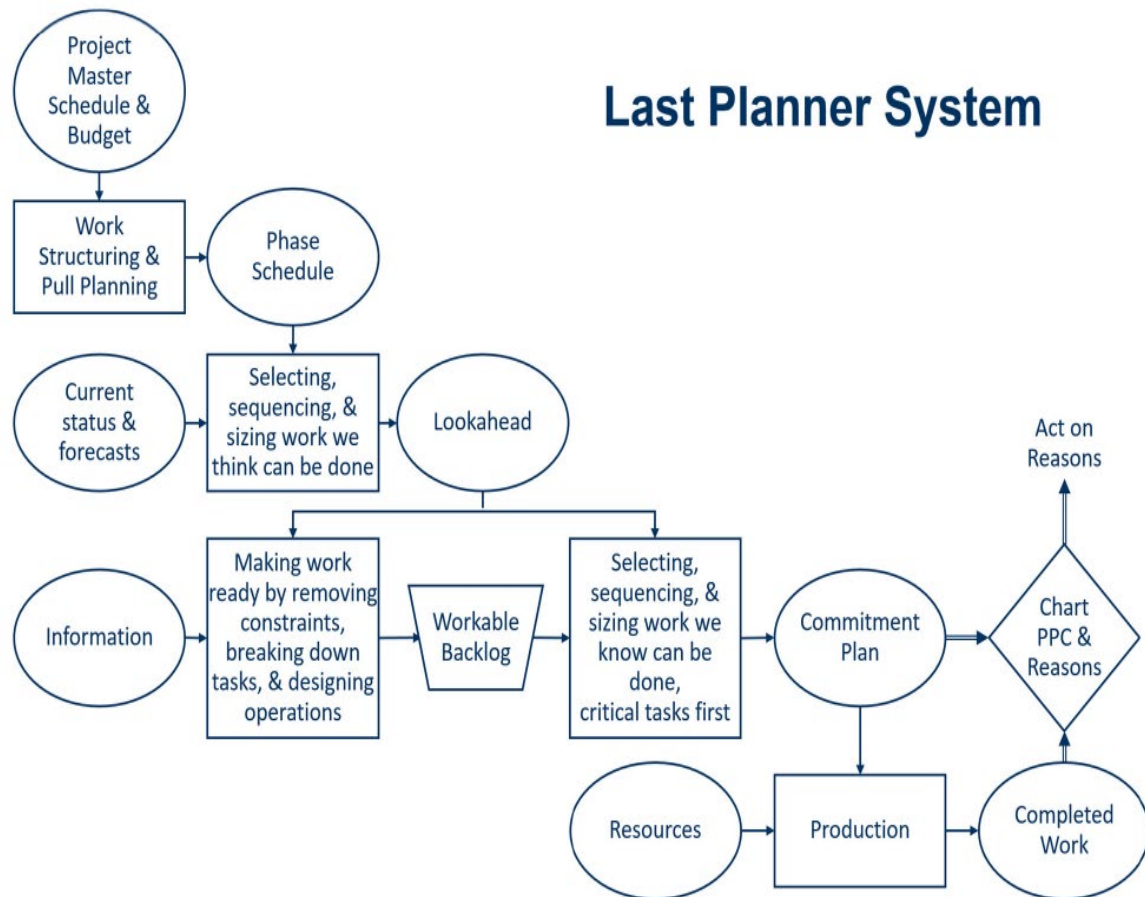 Project
Master
Schedule &
Budget
Last Planner System
Work
Structuring &
Pull Planning
Phase
Schedule
Current
status &
forecasts
Selecting,
sequencing, &
sizing work we
think can be done
Lookahead
Act on
Reasons
Information
Making work
ready by removing
constraints,
breaking down
tasks, & designing
operations
Workable
Backlog
Selecting,
sequencing, &
sizing work we
know can be
done,
critical tasks first
Commitment
Plan
Chart
PPC &
Reasons
Resources
Production
Completed
Work